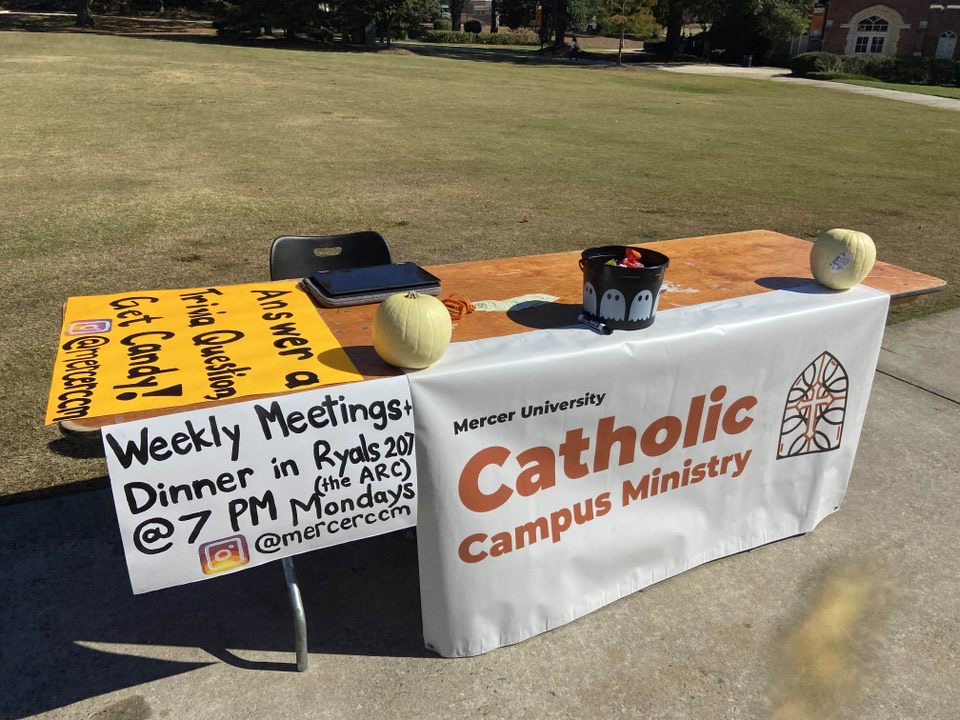 Answer a
Trivia Question,
Get Candy!
@mercerccm
Weekly Meetings+
Dinner in Ryals 207
(the ARC)
@7 PM Mondays
@mercerccm
Mercer University
Catholic
Campus Ministry